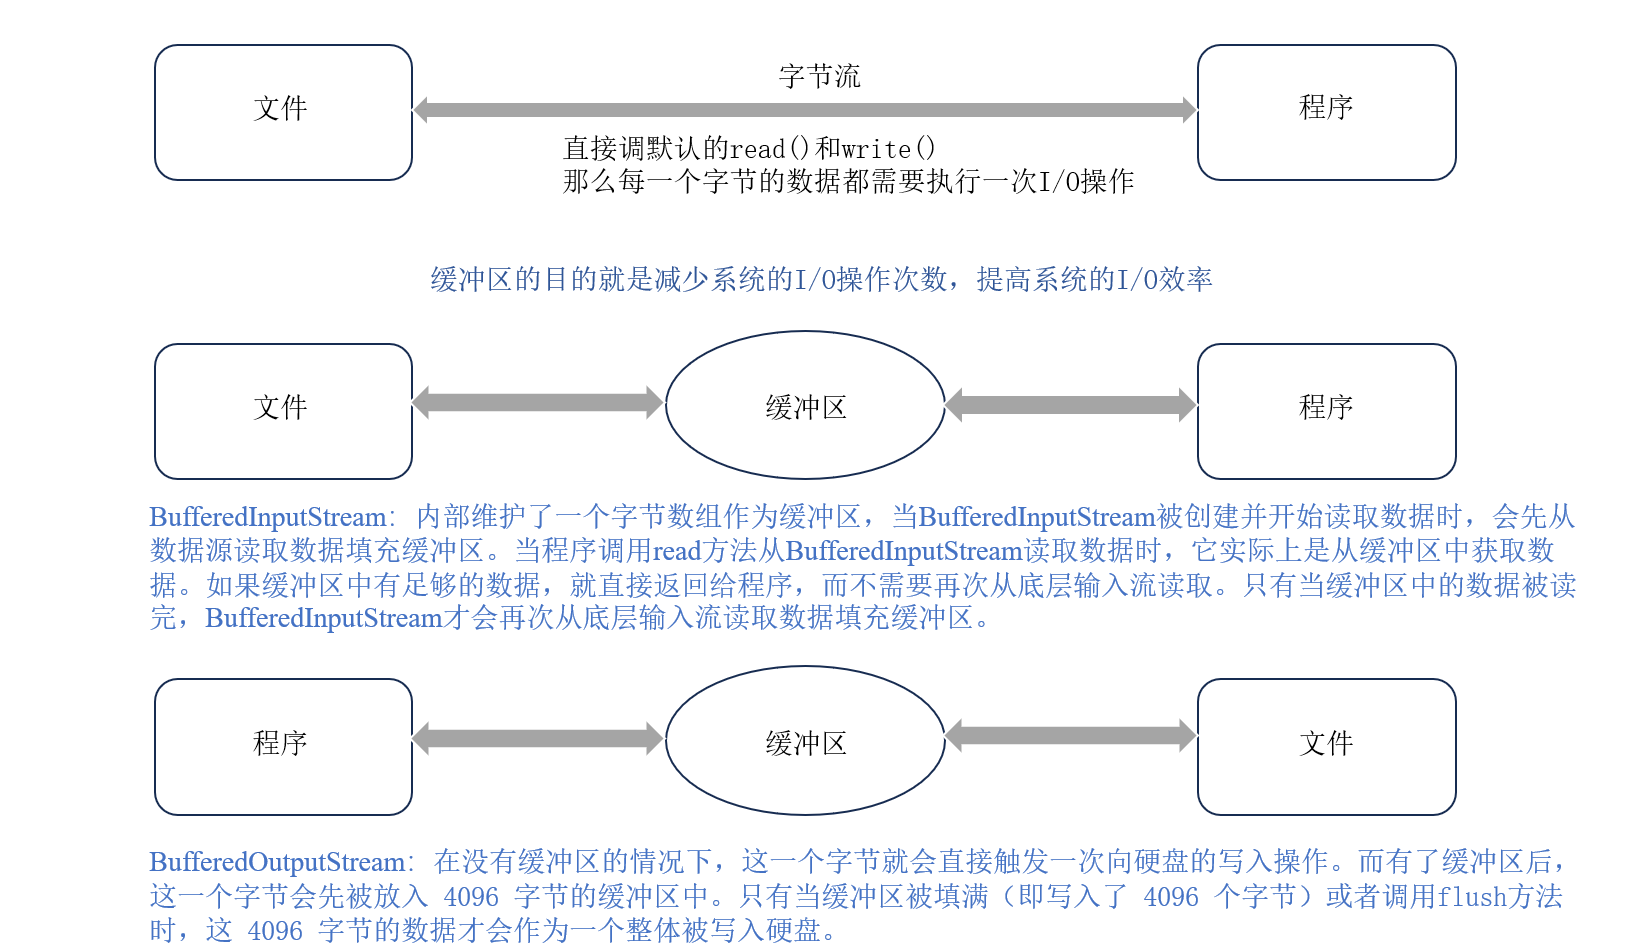 文件
字节流
程序
直接调默认的read()和write()
那么每一个字节的数据都需要执行一次I/O操作
缓冲区的目的就是减少系统的I/O操作次数，提高系统的I/O效率
文件
缓冲区
程序
BufferedInputStream：内部维护了一个字节数组作为缓冲区，当BufferedInputStream被创建并开始读取数据时，会先从
数据源读取数据填充缓冲区。当程序调用read方法从BufferedInputStream读取数据时，它实际上是从缓冲区中获取数
据。如果缓冲区中有足够的数据，就直接返回给程序，而不需要再次从底层输入流读取。只有当缓冲区中的数据被读
完，BufferedInputStream才会再次从底层输入流读取数据填充缓冲区。
程序
缓冲区
文件
BufferedOutputStream：在没有缓冲区的情况下，这一个字节就会直接触发一次向硬盘的写入操作。而有了缓冲区后，
这一个字节会先被放入 4096 字节的缓冲区中。只有当缓冲区被填满（即写入了 4096 个字节）或者调用flush方法
时，这 4096 字节的数据才会作为一个整体被写入硬盘。